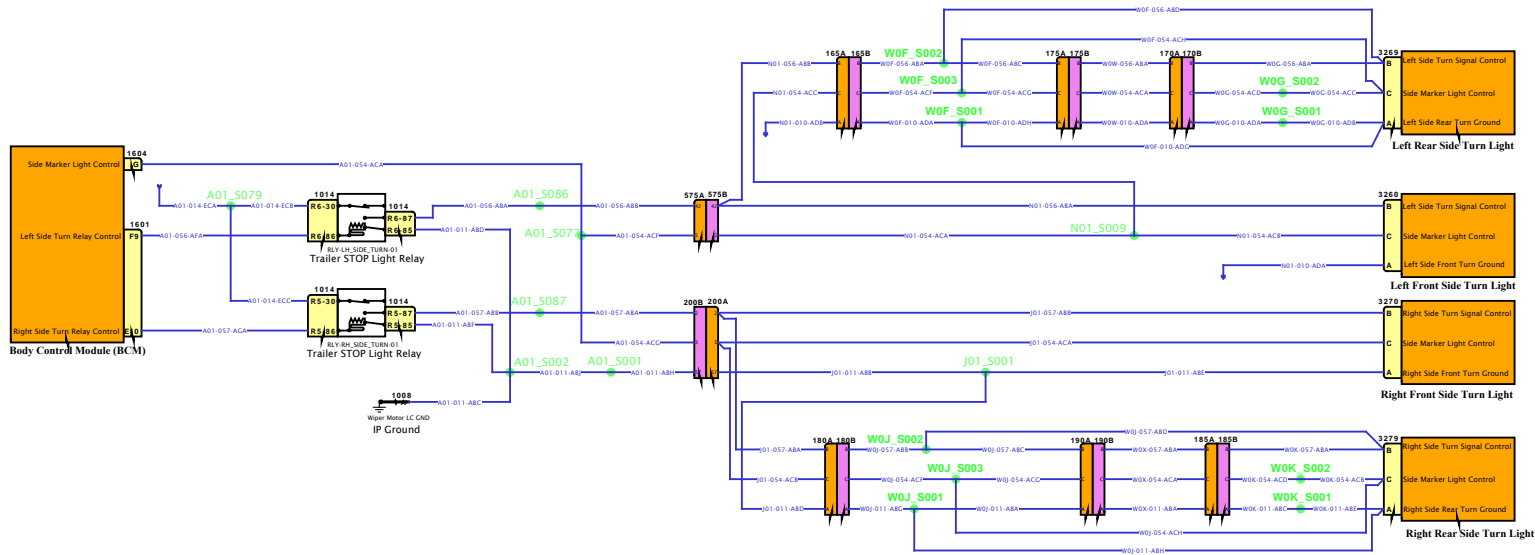 W0F-056-ABD
W0F-054-ACH
165A 165B W0F_S002 175A 175B 170A 170B 3269
N01-056-ABB B B W0F-056-ABA W0F-056-ABC B B W0W-056-ABA B B W0G-056-ABA B Left Side Turn Signal Control
W0F_S003 W0G_S002
N01-054-ACC C C W0F-054-ACF W0F-054-ACG C C W0W-054-ACA C C W0G-054-ACD W0G-054-ACC C Side Marker Light Control
W0F_S001 W0G_S001
N01-010-ADB W0F-010-ADA W0F-010-ADH W0W-010-ADA W0G-010-ADA W0G-010-ADB A Left Side Rear Turn Ground
W0F-010-ADG Left Rear Side Turn Light
1604
Side Marker Light Control G A01-054-ACA
A01_S079 1014 1014 A01_S086 575A 575B 3260
A01-014-ECA A01-014-ECB R6-30 R6-87 A01-056-ABA A01-056-ABB N01-056-ABA B Left Side Turn Signal Control
1601 R6-85 A01-011-ABD A01_S077 N01_S009
Left Side Turn Relay Control F9 A01-056-AFA R6-86 A01-054-ACF N01-054-ACA N01-054-ACB C Side Marker Light Control
RLY-LH_SIDE_TURN-01
Trailer STOP Light Relay
N01-010-ADA A Left Side Front Turn Ground
Left Front Side Turn Light
1014 1014 200B 200A 3270
A01-014-ECC R5-30 R5-87 A01-057-ABB A01_S087 A01-057-ABA J01-057-ABB B Right Side Turn Signal Control
R5-85 A01-011-ABF
Right Side Turn Relay Control A01-057-AGA R5-86
RLY-RH_SIDE_TURN-01 A01-054-ACG J01-054-ACA C Side Marker Light Control
Body Control Module (BCM) Trailer STOP Light Relay
A01_S002 A01_S001 J01_S001
A01-011-ABJ A01-011-ABH J01-011-ABB J01-011-ABE A Right Side Front Turn Ground
1008 Right Front Side Turn Light
A01-011-ABC
Wiper Motor LC GND
IP Ground
W0J-057-ABD
180A 180B W0J_S002 190A 190B 185A 185B 3279
J01-057-ABA B B W0J-057-ABB W0J-057-ABC B B W0X-057-ABA B B W0K-057-ABA B Right Side Turn Signal Control
W0J_S003 W0K_S002
J01-054-ACB C C W0J-054-ACF W0J-054-ACG C C W0X-054-ACA C C W0K-054-ACD W0K-054-ACB C Side Marker Light Control
W0J_S001 W0K_S001
J01-011-ABD W0J-011-ABG W0J-011-ABA W0X-011-ABA W0K-011-ABC W0K-011-ABE A Right Side Rear Turn Ground
W0J-054-ACH Right Rear Side Turn Light
W0J-011-ABH